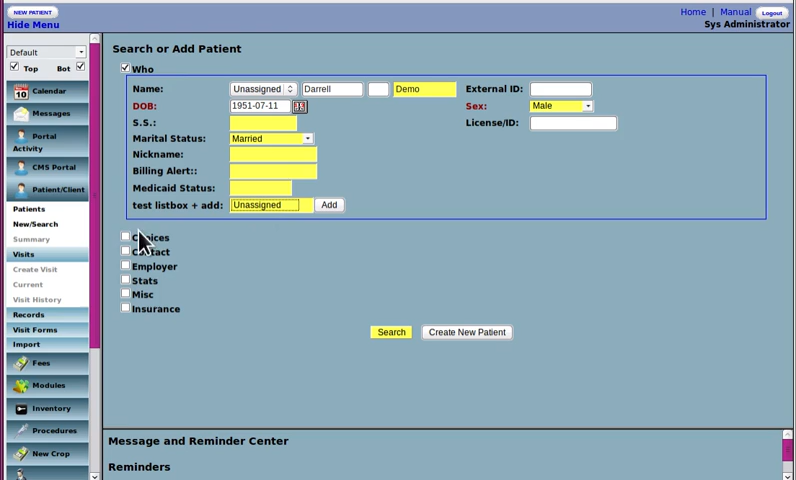 NEW PATIENT
Hide Menu
Home | Manual Logout
Sys Administrator
Default
Top Bot
Calendar
Messages
Portal
Activity
CMS Portal
Patient/Client
Patients
New/Search
Summary
Visits
Create Visit
Current
Visit History
Records
Visit Forms
Import
Fees
Modules
Inventory
Procedures
New Crop
Search or Add Patient
Who
Name: Unassigned Darrell Demo External ID:
DOB: 1951-07-11 Sex: Male
S.S.: License/ID:
Marital Status: Married
Nickname:
Billing Alert::
Medicaid Status:
test listbox + add: Unassigned Add
Choices
Contact
Employer
Stats
Misc
Insurance
Search Create New Patient
Message and Reminder Center
Reminders